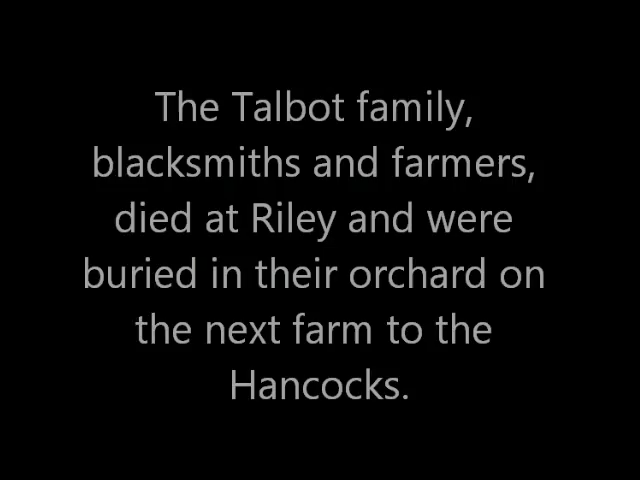 The Talbot family,
blacksmiths and farmers,
died at Riley and were
buried in their orchard on
the next farm to the
Hancocks.